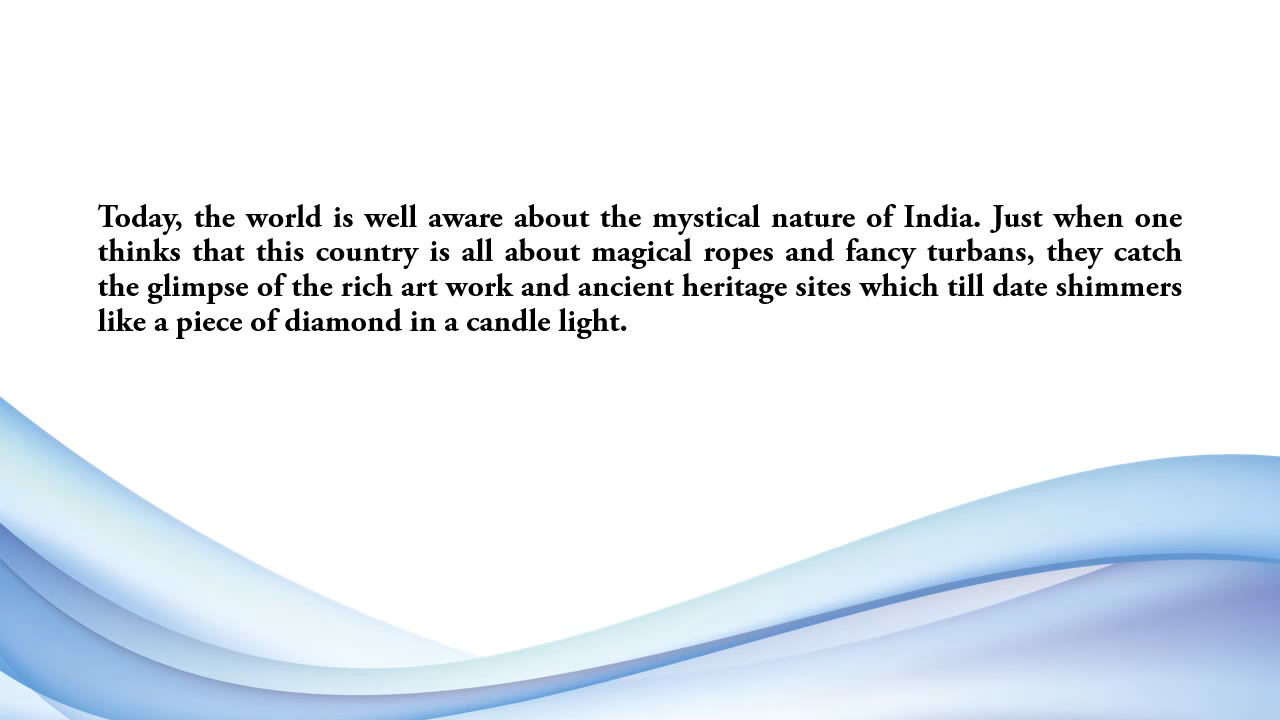 Today, the world is well aware about the mystical nature of India. Just when one
thinks that this country is all about magical ropes and fancy turbans, they catch
the glimpse of the rich art work and ancient heritage sites which till date shimmers
like a piece of diamond in a candle light.